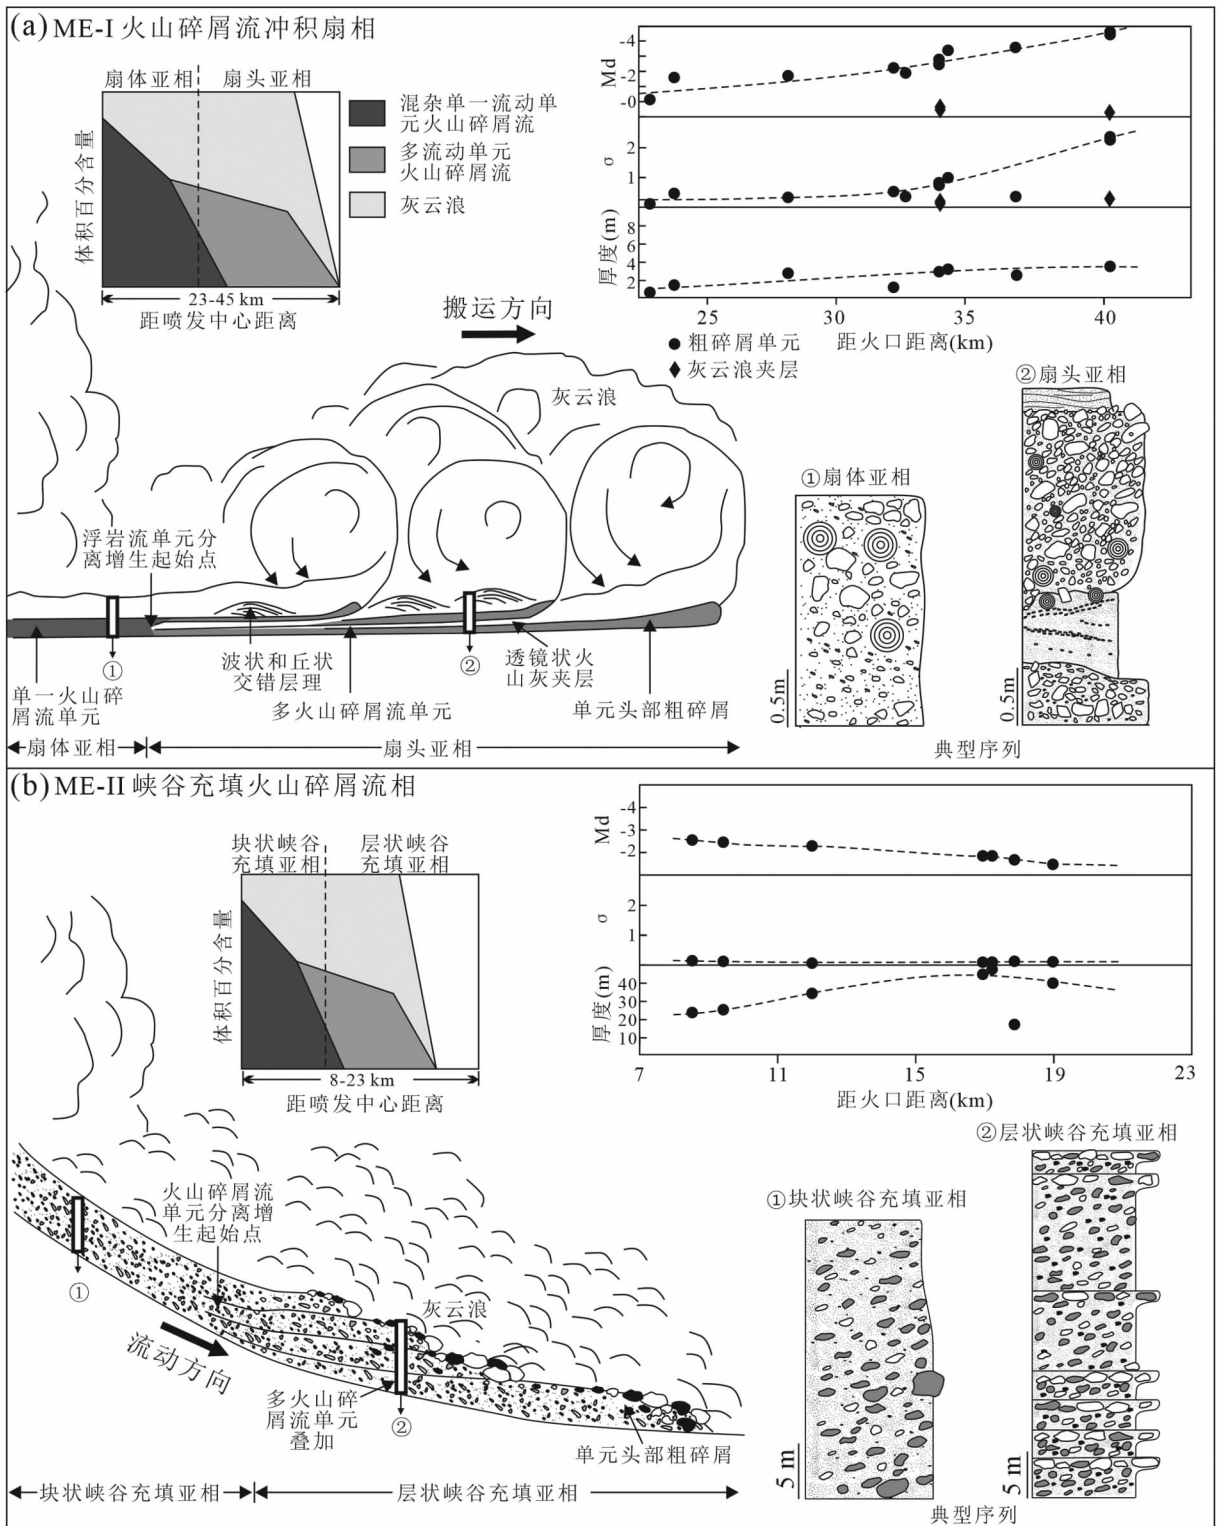 (a) ME-I 火山碎屑流冲积扇相
扇体亚相
扇头亚相
体积百分含量
23-45 km
距喷发中心距离
混杂单一流动单
元火山碎屑流
多流动单元
火山碎屑流
灰云浪
Md
-4
-2
-0
σ
2
1
厚度(m)
8
6
4
2
25
30
35
40
距火口距离(km)
粗碎屑单元
灰云浪夹层
搬运方向
灰云浪
浮岩流单元分
离增生起始点
①
②
单一火山碎
屑流单元
波状和丘状
交错层理
多火山碎屑流单元
透镜状火
山灰夹层
单元头部粗碎屑
扇体亚相
扇头亚相
①扇体亚相
0.5m
②扇头亚相
0.5m
典型序列
(b) ME-II 峡谷充填火山碎屑流相
块状峡谷
充填亚相
层状峡谷
充填亚相
体积百分含量
8-23 km
距喷发中心距离
Md
-4
-3
-2
σ
2
1
厚度(m)
40
30
20
10
7
11
15
19
23
距火口距离(km)
火山碎屑流
单元分离增
生起始点
①
流动方向
灰云浪
多火山碎
屑流单元
叠加
②
单元头部粗碎屑
块状峡谷充填亚相
层状峡谷充填亚相
①块状峡谷充填亚相
5 m
②层状峡谷充填亚相
5 m
典型序列